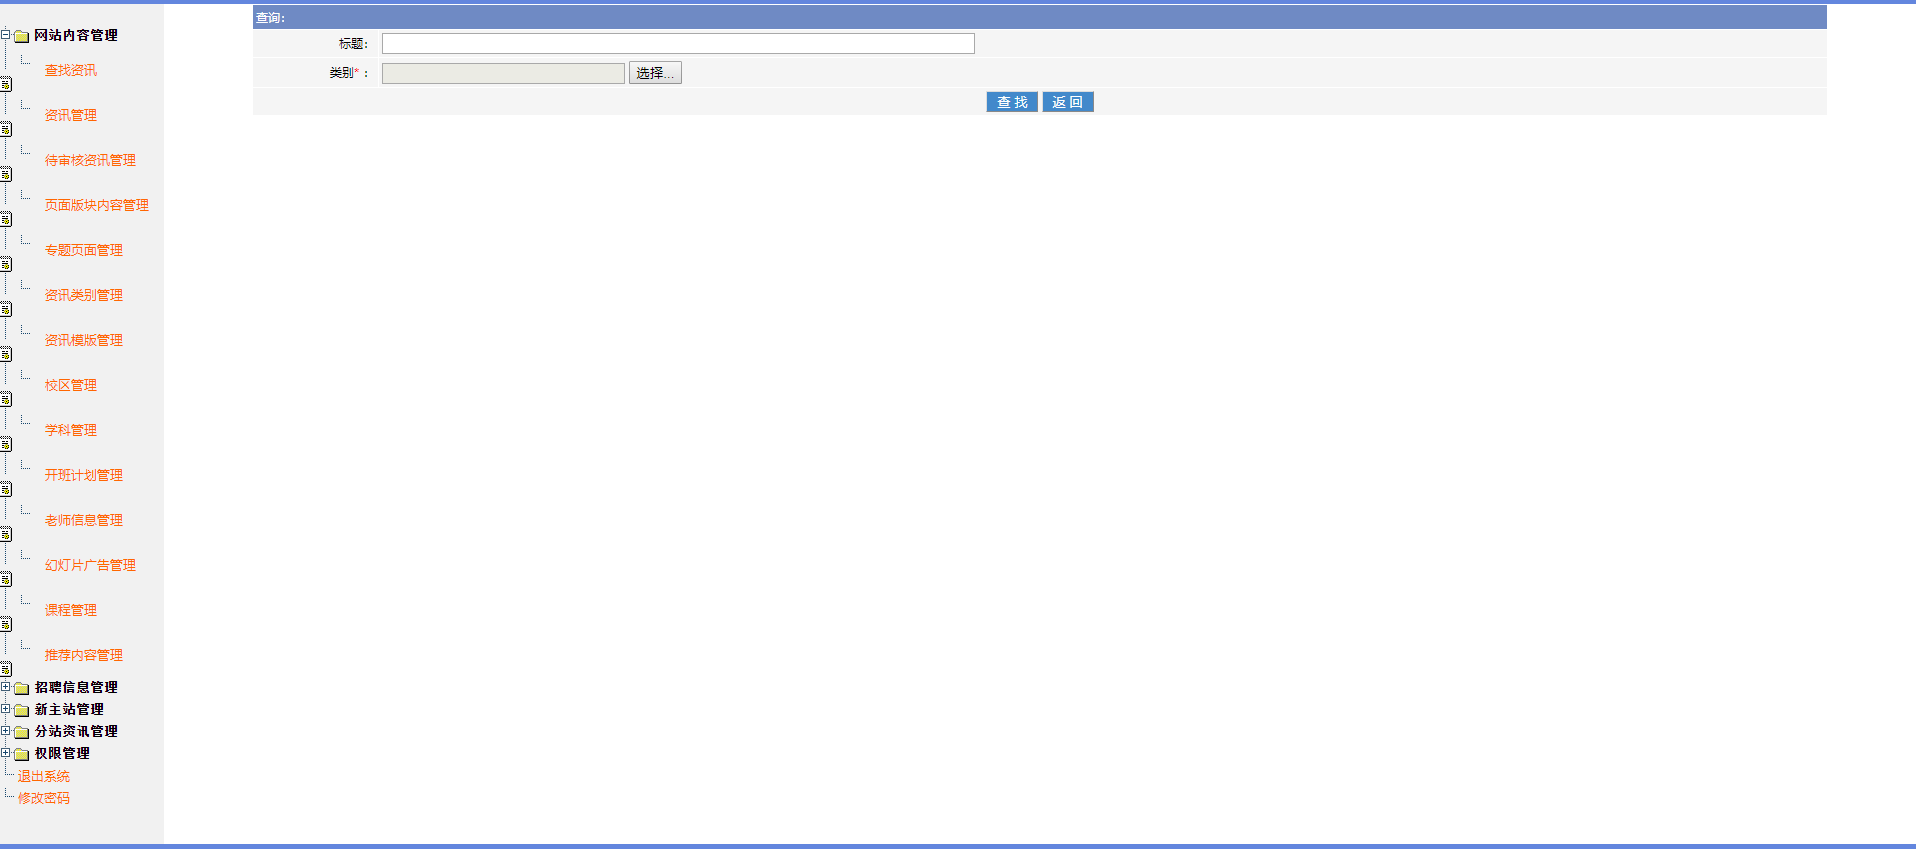 网站内容管理
查找资讯
资讯管理
待审核资讯管理
页面版块内容管理
专题页面管理
资讯类别管理
资讯模版管理
校区管理
学科管理
开班计划管理
老师信息管理
幻灯片广告管理
课程管理
推荐内容管理
招聘信息管理
新主站管理
分站资讯管理
权限管理
退出系统
修改密码
查询：
标题：
类别*： 选择...
查 找 返 回